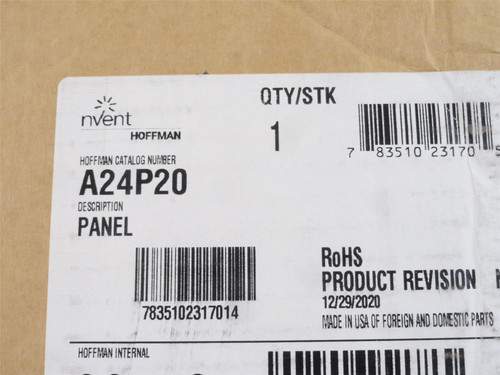 nVent
HOFFMAN
QTY/STK
1
7 83510 23170
HOFFMAN CATALOG NUMBER
A24P20
DESCRIPTION
PANEL
7835102317014
RoHS
PRODUCT REVISION
12/29/2020
MADE IN USA OF FOREIGN AND DOMESTIC PARTS
HOFFMAN INTERNAL